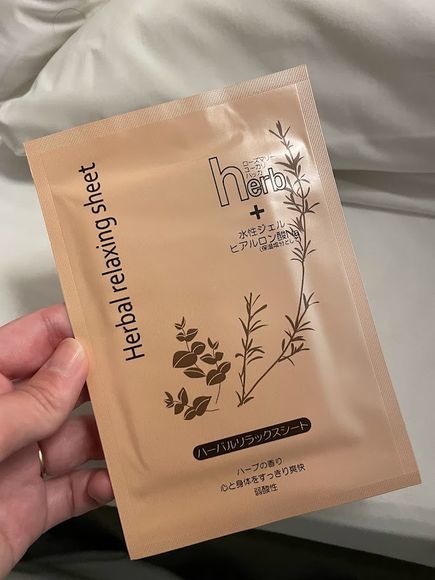 Herbal relaxing sheet
ローズマリー
ユーカリ
ハッカ
herb
+
水性ジェル
ヒアルロン酸Na
(保湿成分として)
ハーバルリラックスシート
ハーブの香り
心と身体をすっきり爽快
弱酸性